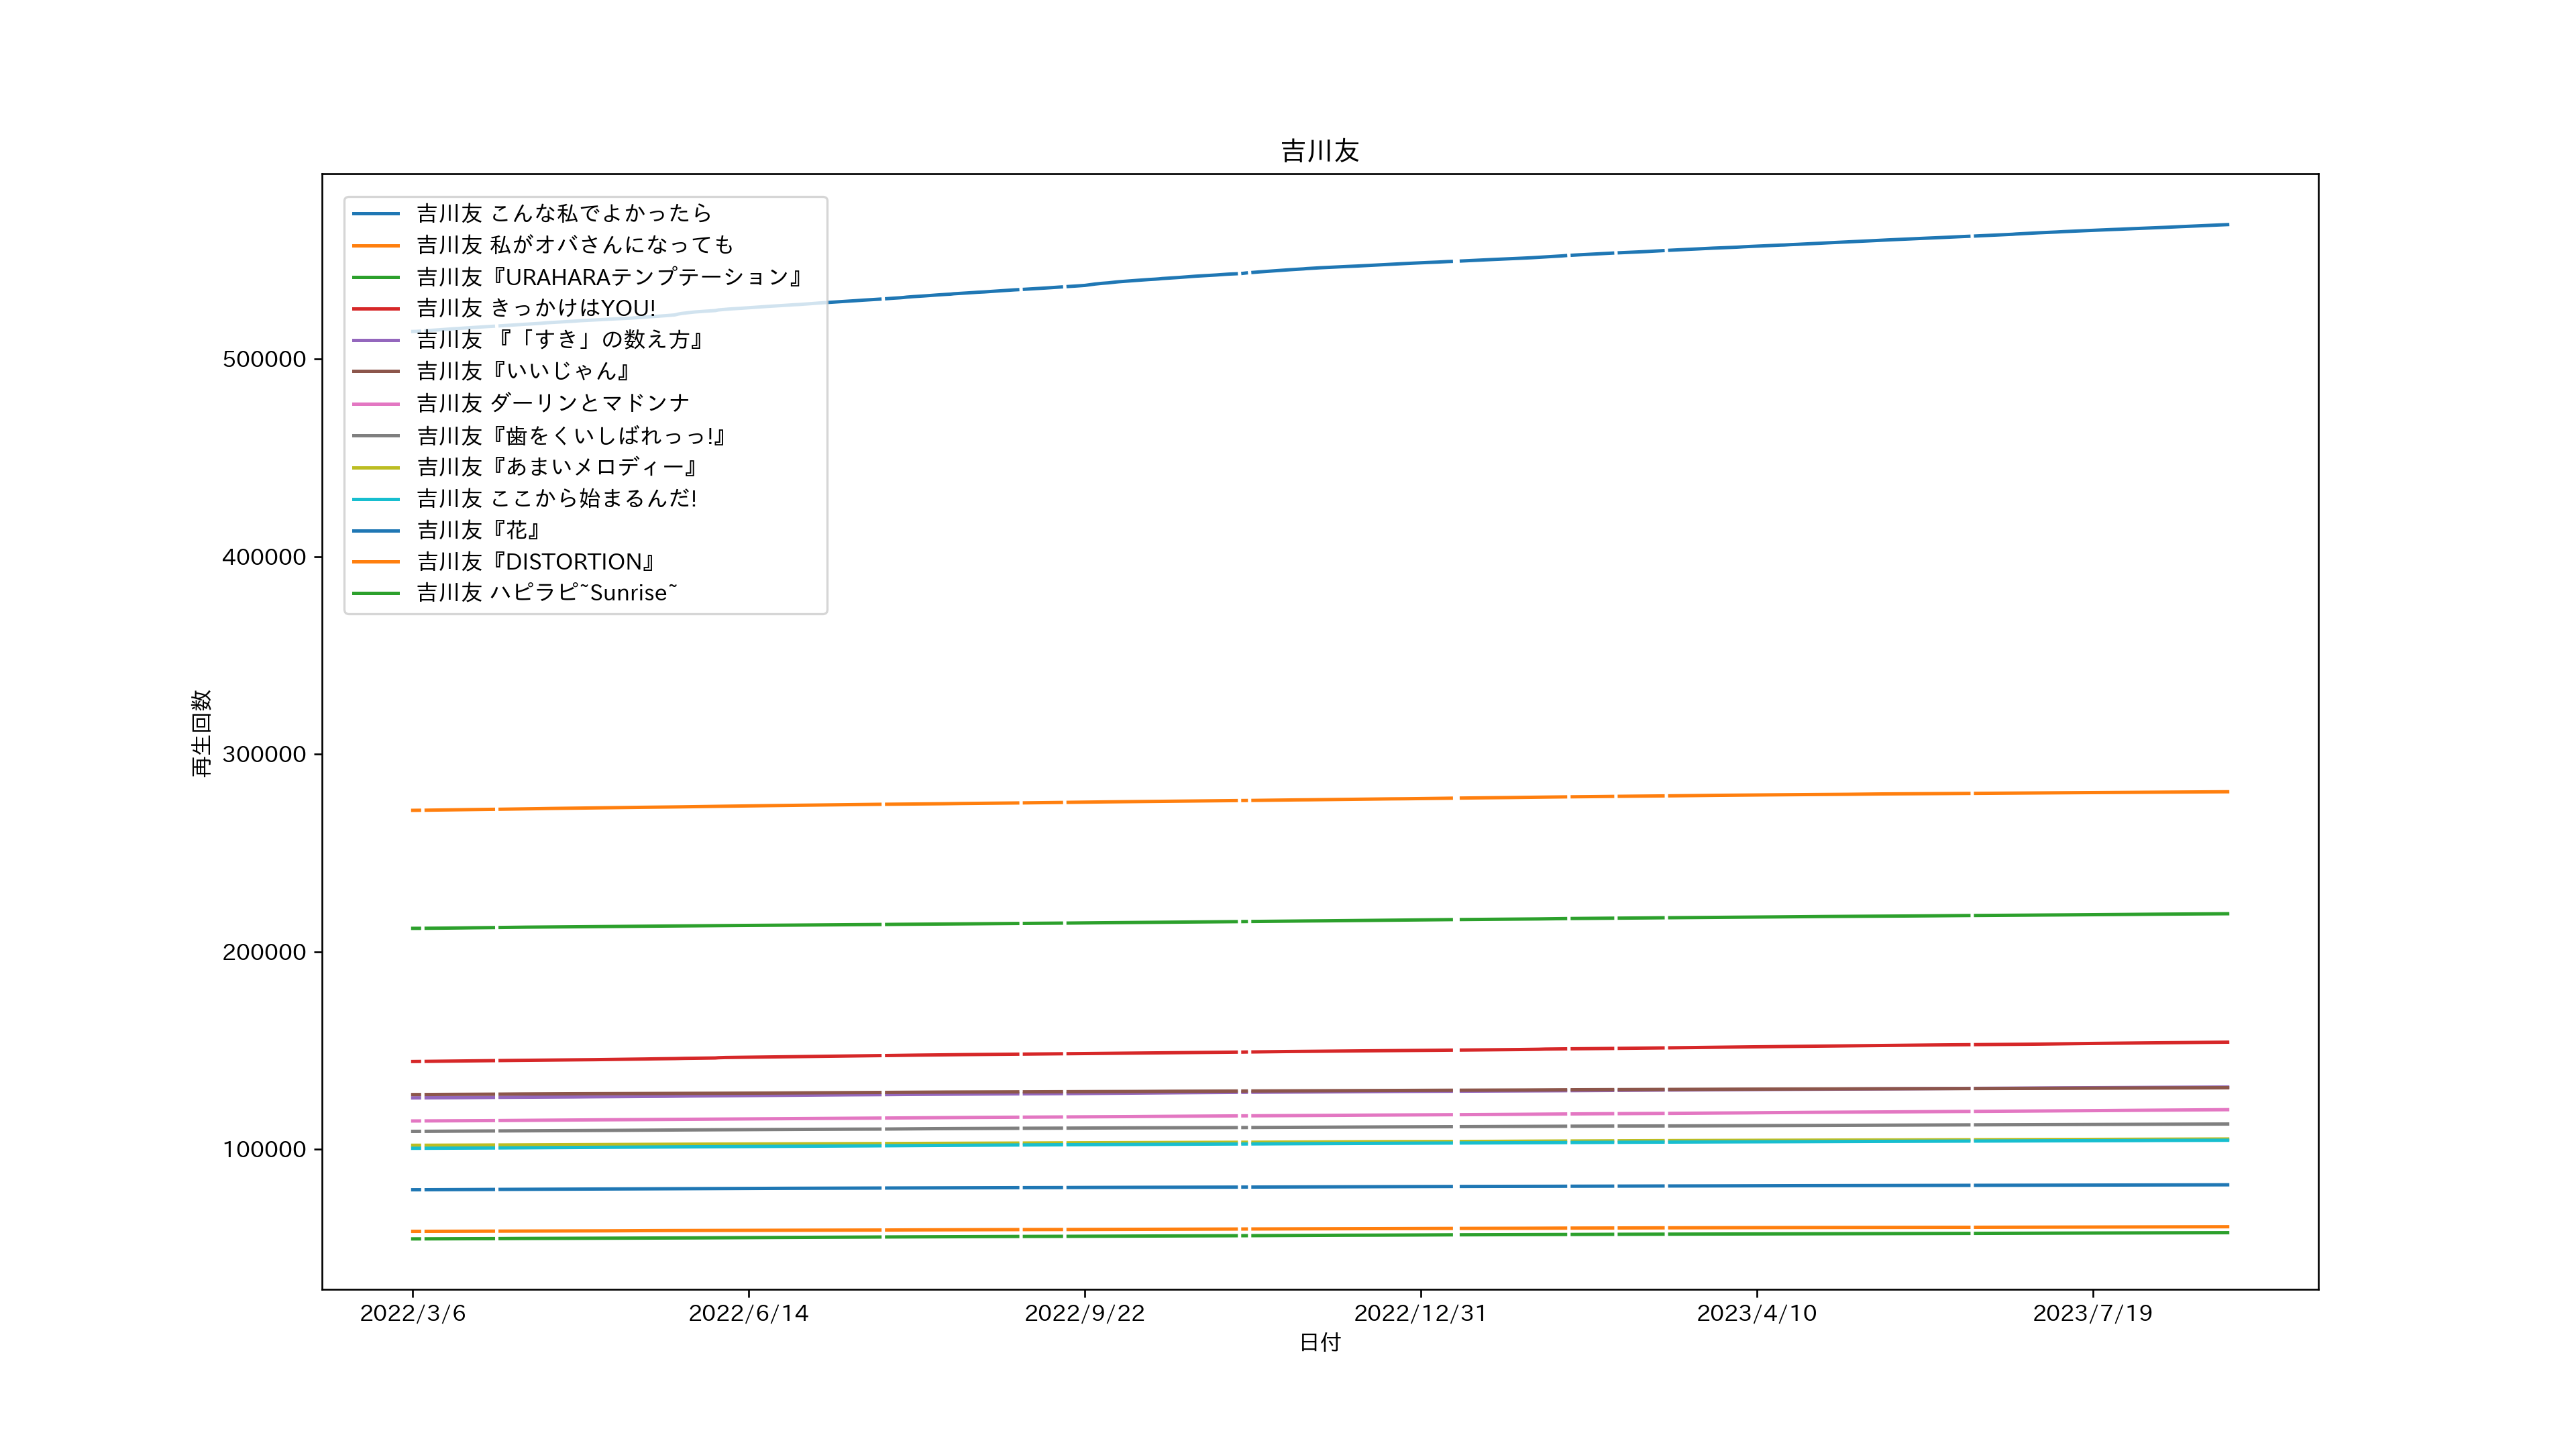 吉川友
吉川友 こんな私でよかったら
吉川友 私がオバさんになっても
吉川友『URAHARAテンプテーション』
吉川友 きっかけはYOU!
吉川友 『「すき」の数え方』
吉川友『いいじゃん』
吉川友 ダーリンとマドンナ
吉川友『歯をくいしばれっっ!』
吉川友『あまいメロディー』
吉川友 ここから始まるんだ!
吉川友『花』
吉川友『DISTORTION』
吉川友 ハピラピ~Sunrise~
再生回数
500000
400000
300000
200000
100000
2022/3/6 2022/6/14 2022/9/22 2022/12/31 2023/4/10 2023/7/19
日付